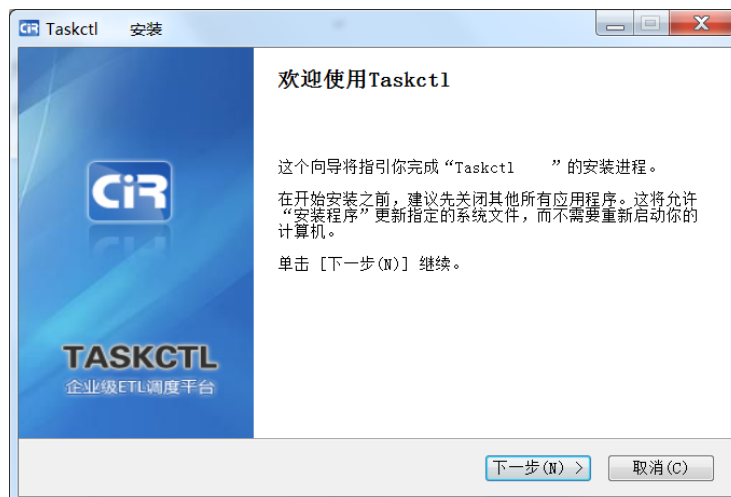 CiR Taskctl 安装
欢迎使用Taskctl
这个向导将指引你完成“Taskctl ”的安装进程。
在开始安装之前，建议先关闭其他所有应用程序。这将允许
“安装程序”更新指定的系统文件，而不需要重新启动你的
计算机。
单击 [下一步(N)] 继续。
CiR
TASKCTL
企业级ETL调度平台
下一步(N) > 取消(C)